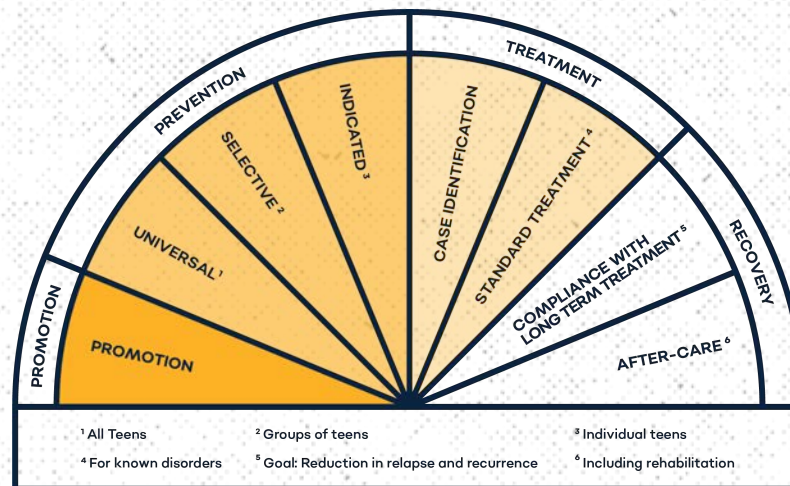 PROMOTION
PREVENTION
TREATMENT
RECOVERY
PROMOTION
UNIVERSAL ¹
SELECTIVE ²
INDICATED ³
CASE IDENTIFICATION
STANDARD TREATMENT ⁴
COMPLIANCE WITH
LONG TERM TREATMENT ⁵
AFTER-CARE ⁶
¹ All Teens
² Groups of teens
³ Individual teens
⁴ For known disorders
⁵ Goal: Reduction in relapse and recurrence
⁶ Including rehabilitation